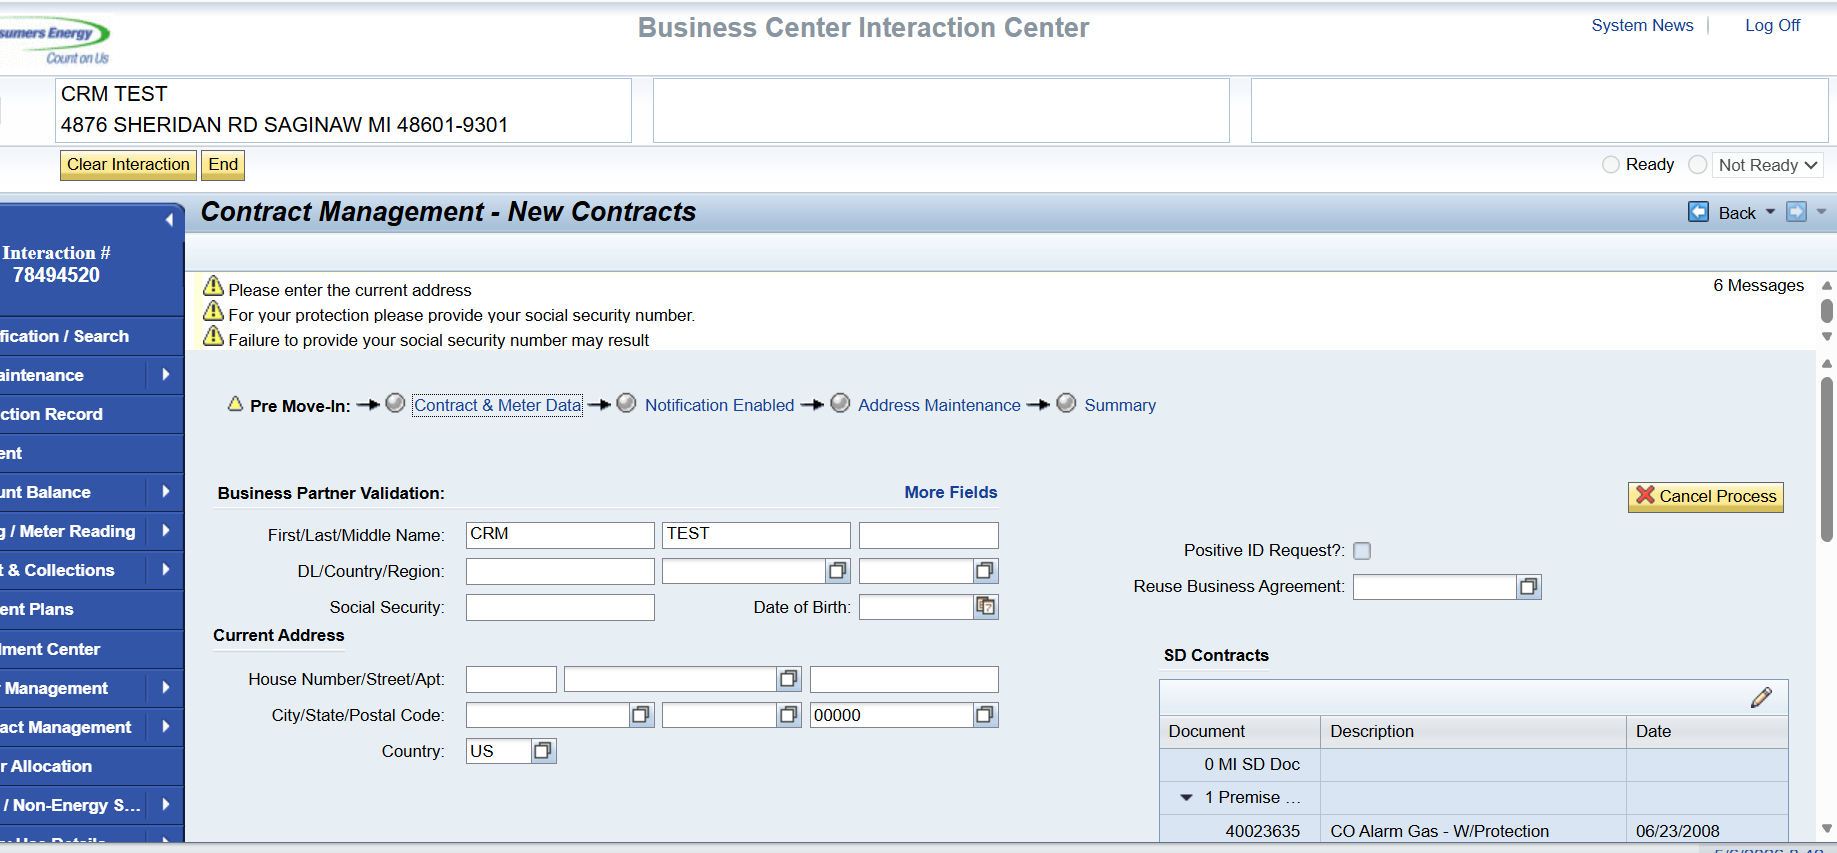 sumers Energy
Count on Us
Business Center Interaction Center
System News
Log Off
CRM TEST
4876 SHERIDAN RD SAGINAW MI 48601-9301
Clear Interaction
End
Ready
Not Ready
Contract Management - New Contracts
Back
Interaction #
78494520
fication / Search
aintenance
ction Record
ent
unt Balance
g / Meter Reading
t & Collections
ent Plans
lment Center
r Management
act Management
r Allocation
/ Non-Energy S...
Please enter the current address
6 Messages
For your protection please provide your social security number.
Failure to provide your social security number may result
Pre Move-In:
Contract & Meter Data
Notification Enabled
Address Maintenance
Summary
Business Partner Validation:
More Fields
Cancel Process
First/Last/Middle Name:
CRM
TEST
DL/Country/Region:
Social Security:
Date of Birth:
Positive ID Request?:
Reuse Business Agreement:
Current Address
House Number/Street/Apt:
City/State/Postal Code:
00000
Country:
US
SD Contracts
Document Description Date
0 MI SD Doc
1 Premise ...
40023635 CO Alarm Gas - W/Protection 06/23/2008